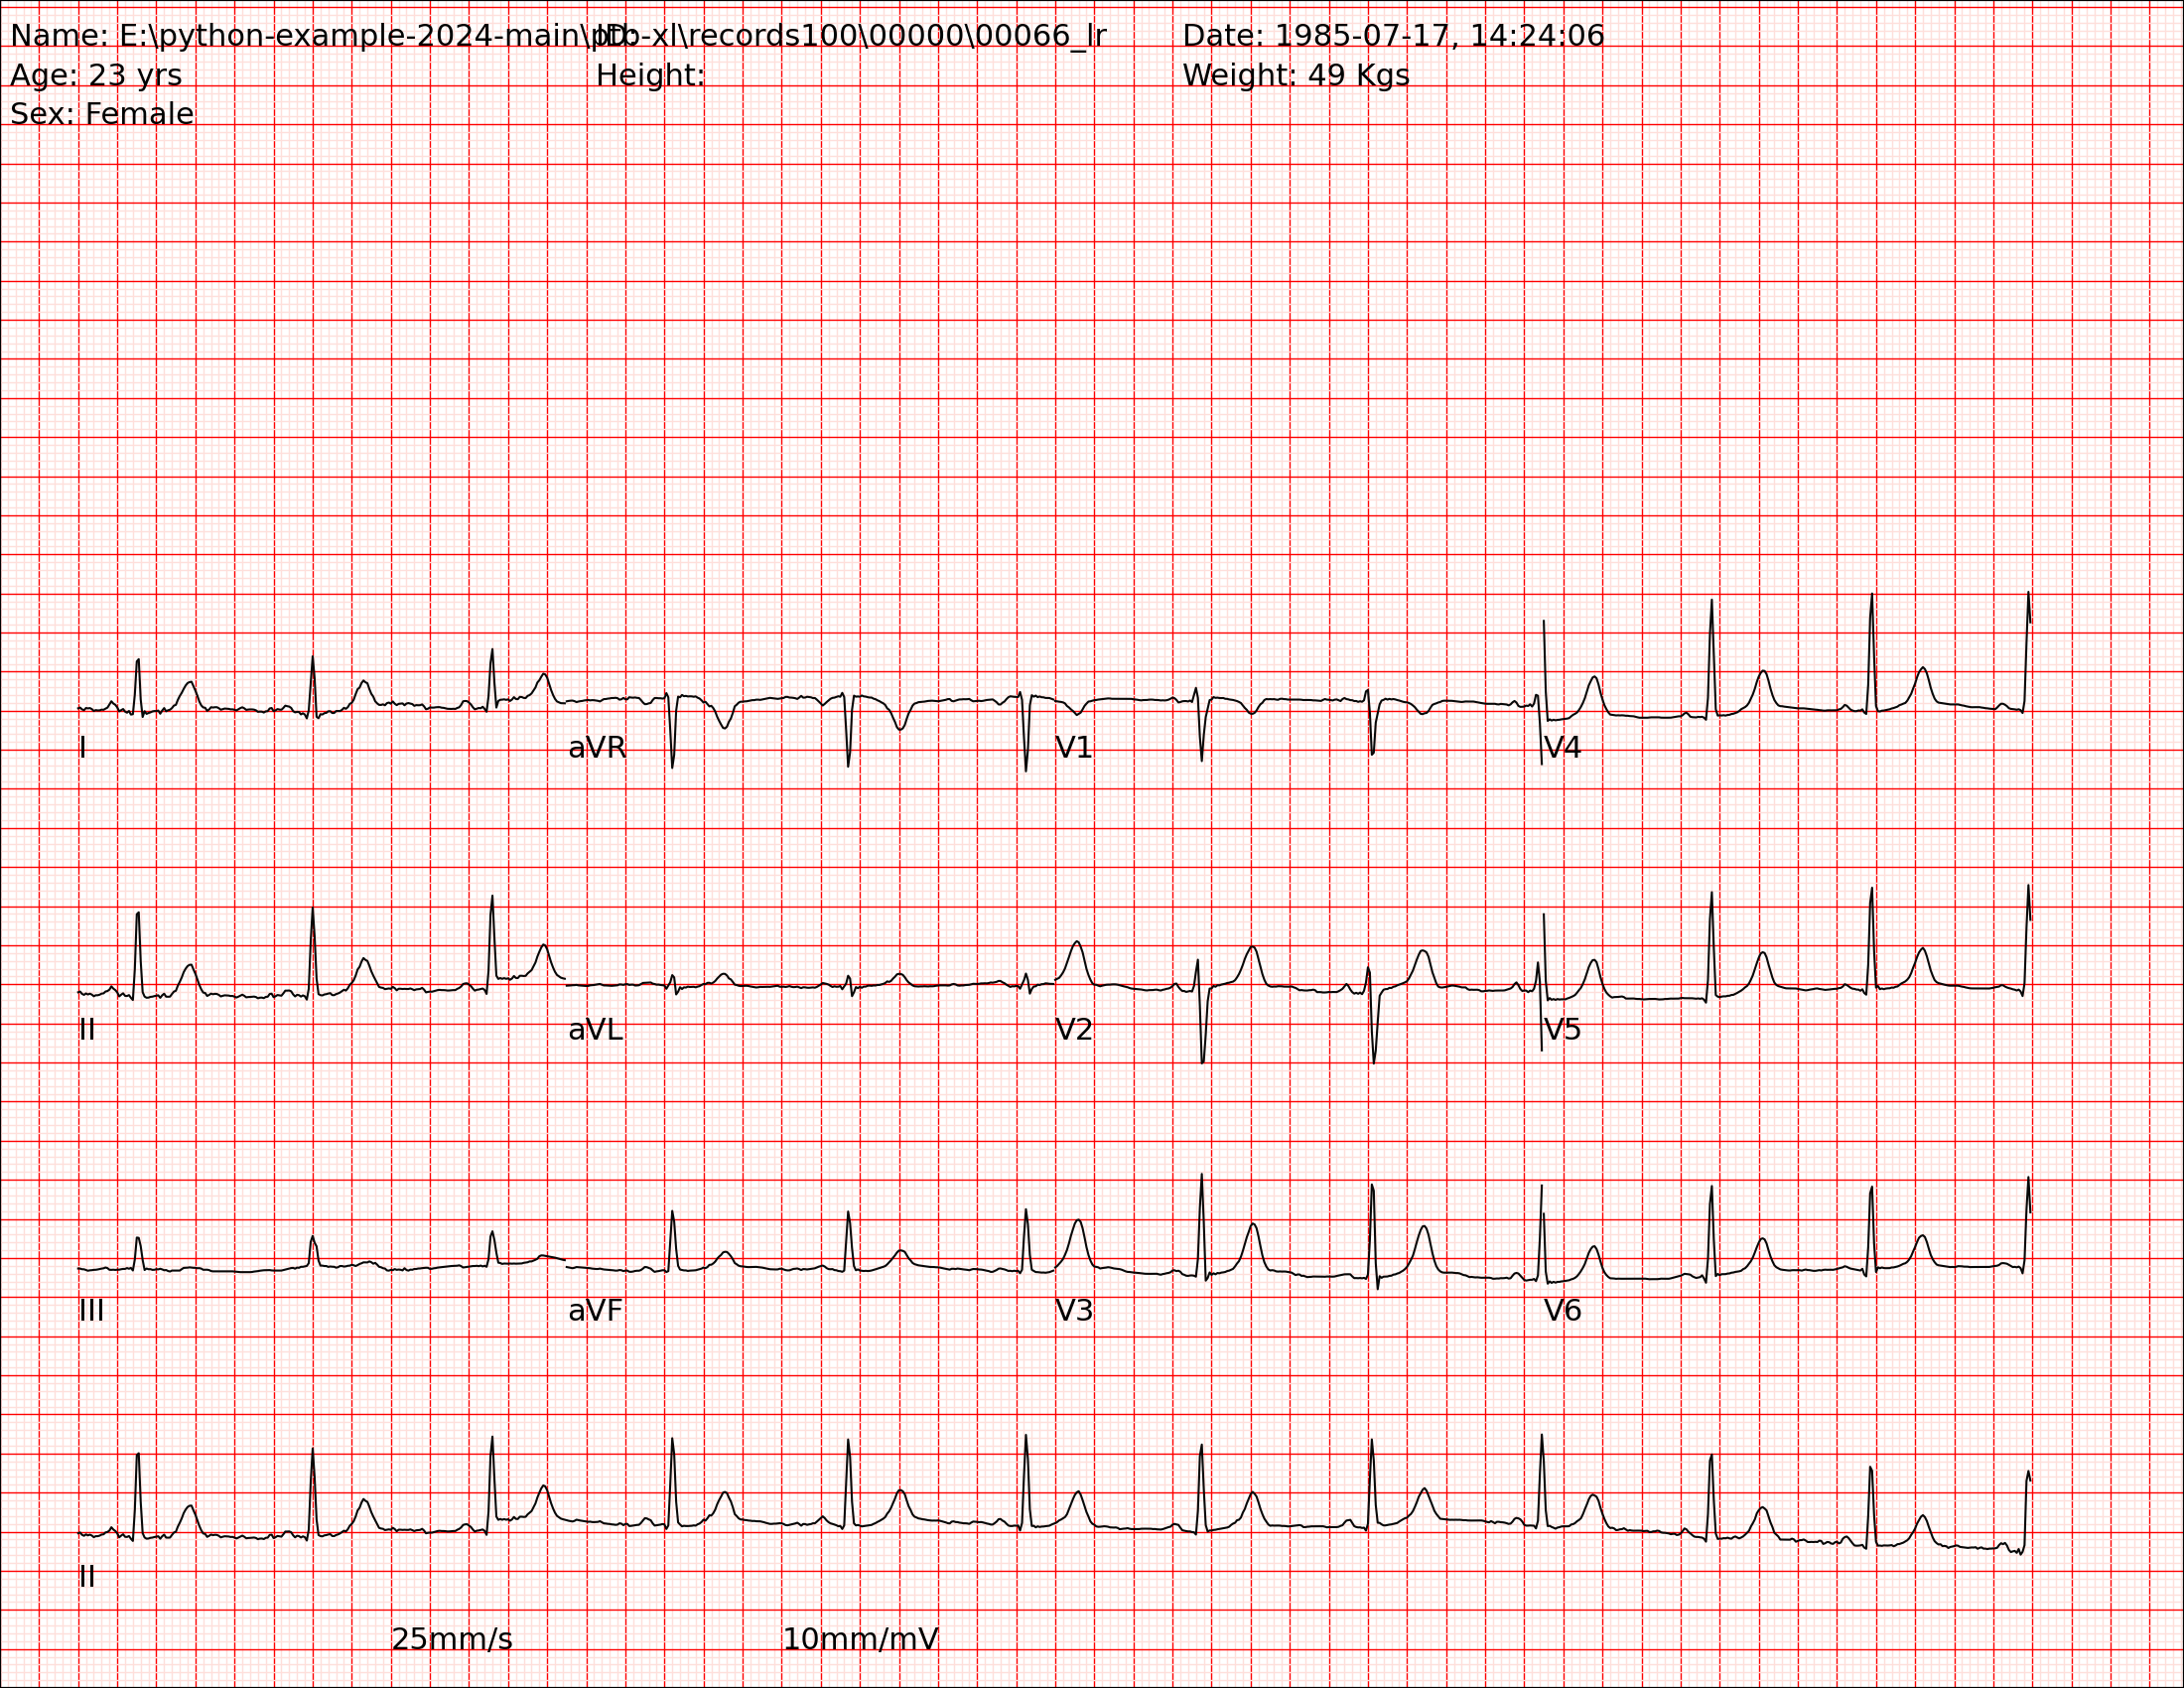 Name: E:\python-example-2024-main\ptb-xl\records100\00000\00066_lr ID: Date: 1985-07-17, 14:24:06
Age: 23 yrs Height: Weight: 49 Kgs
Sex: Female
I aVR V1 V4
II aVL V2 V5
III aVF V3 V6
II
25mm/s 10mm/mV